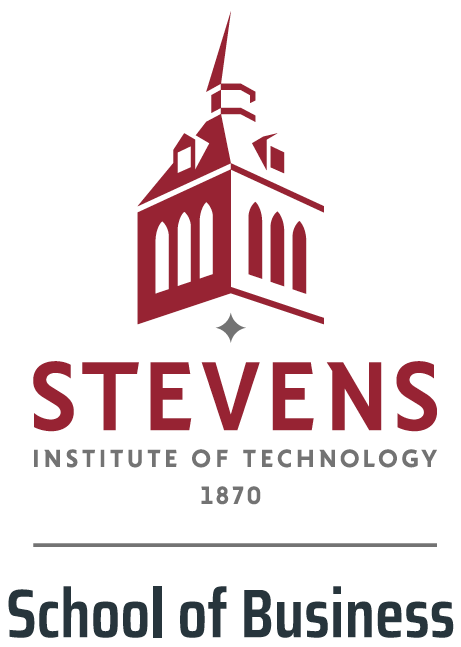 STEVENS
INSTITUTE OF TECHNOLOGY
1870
School of Business